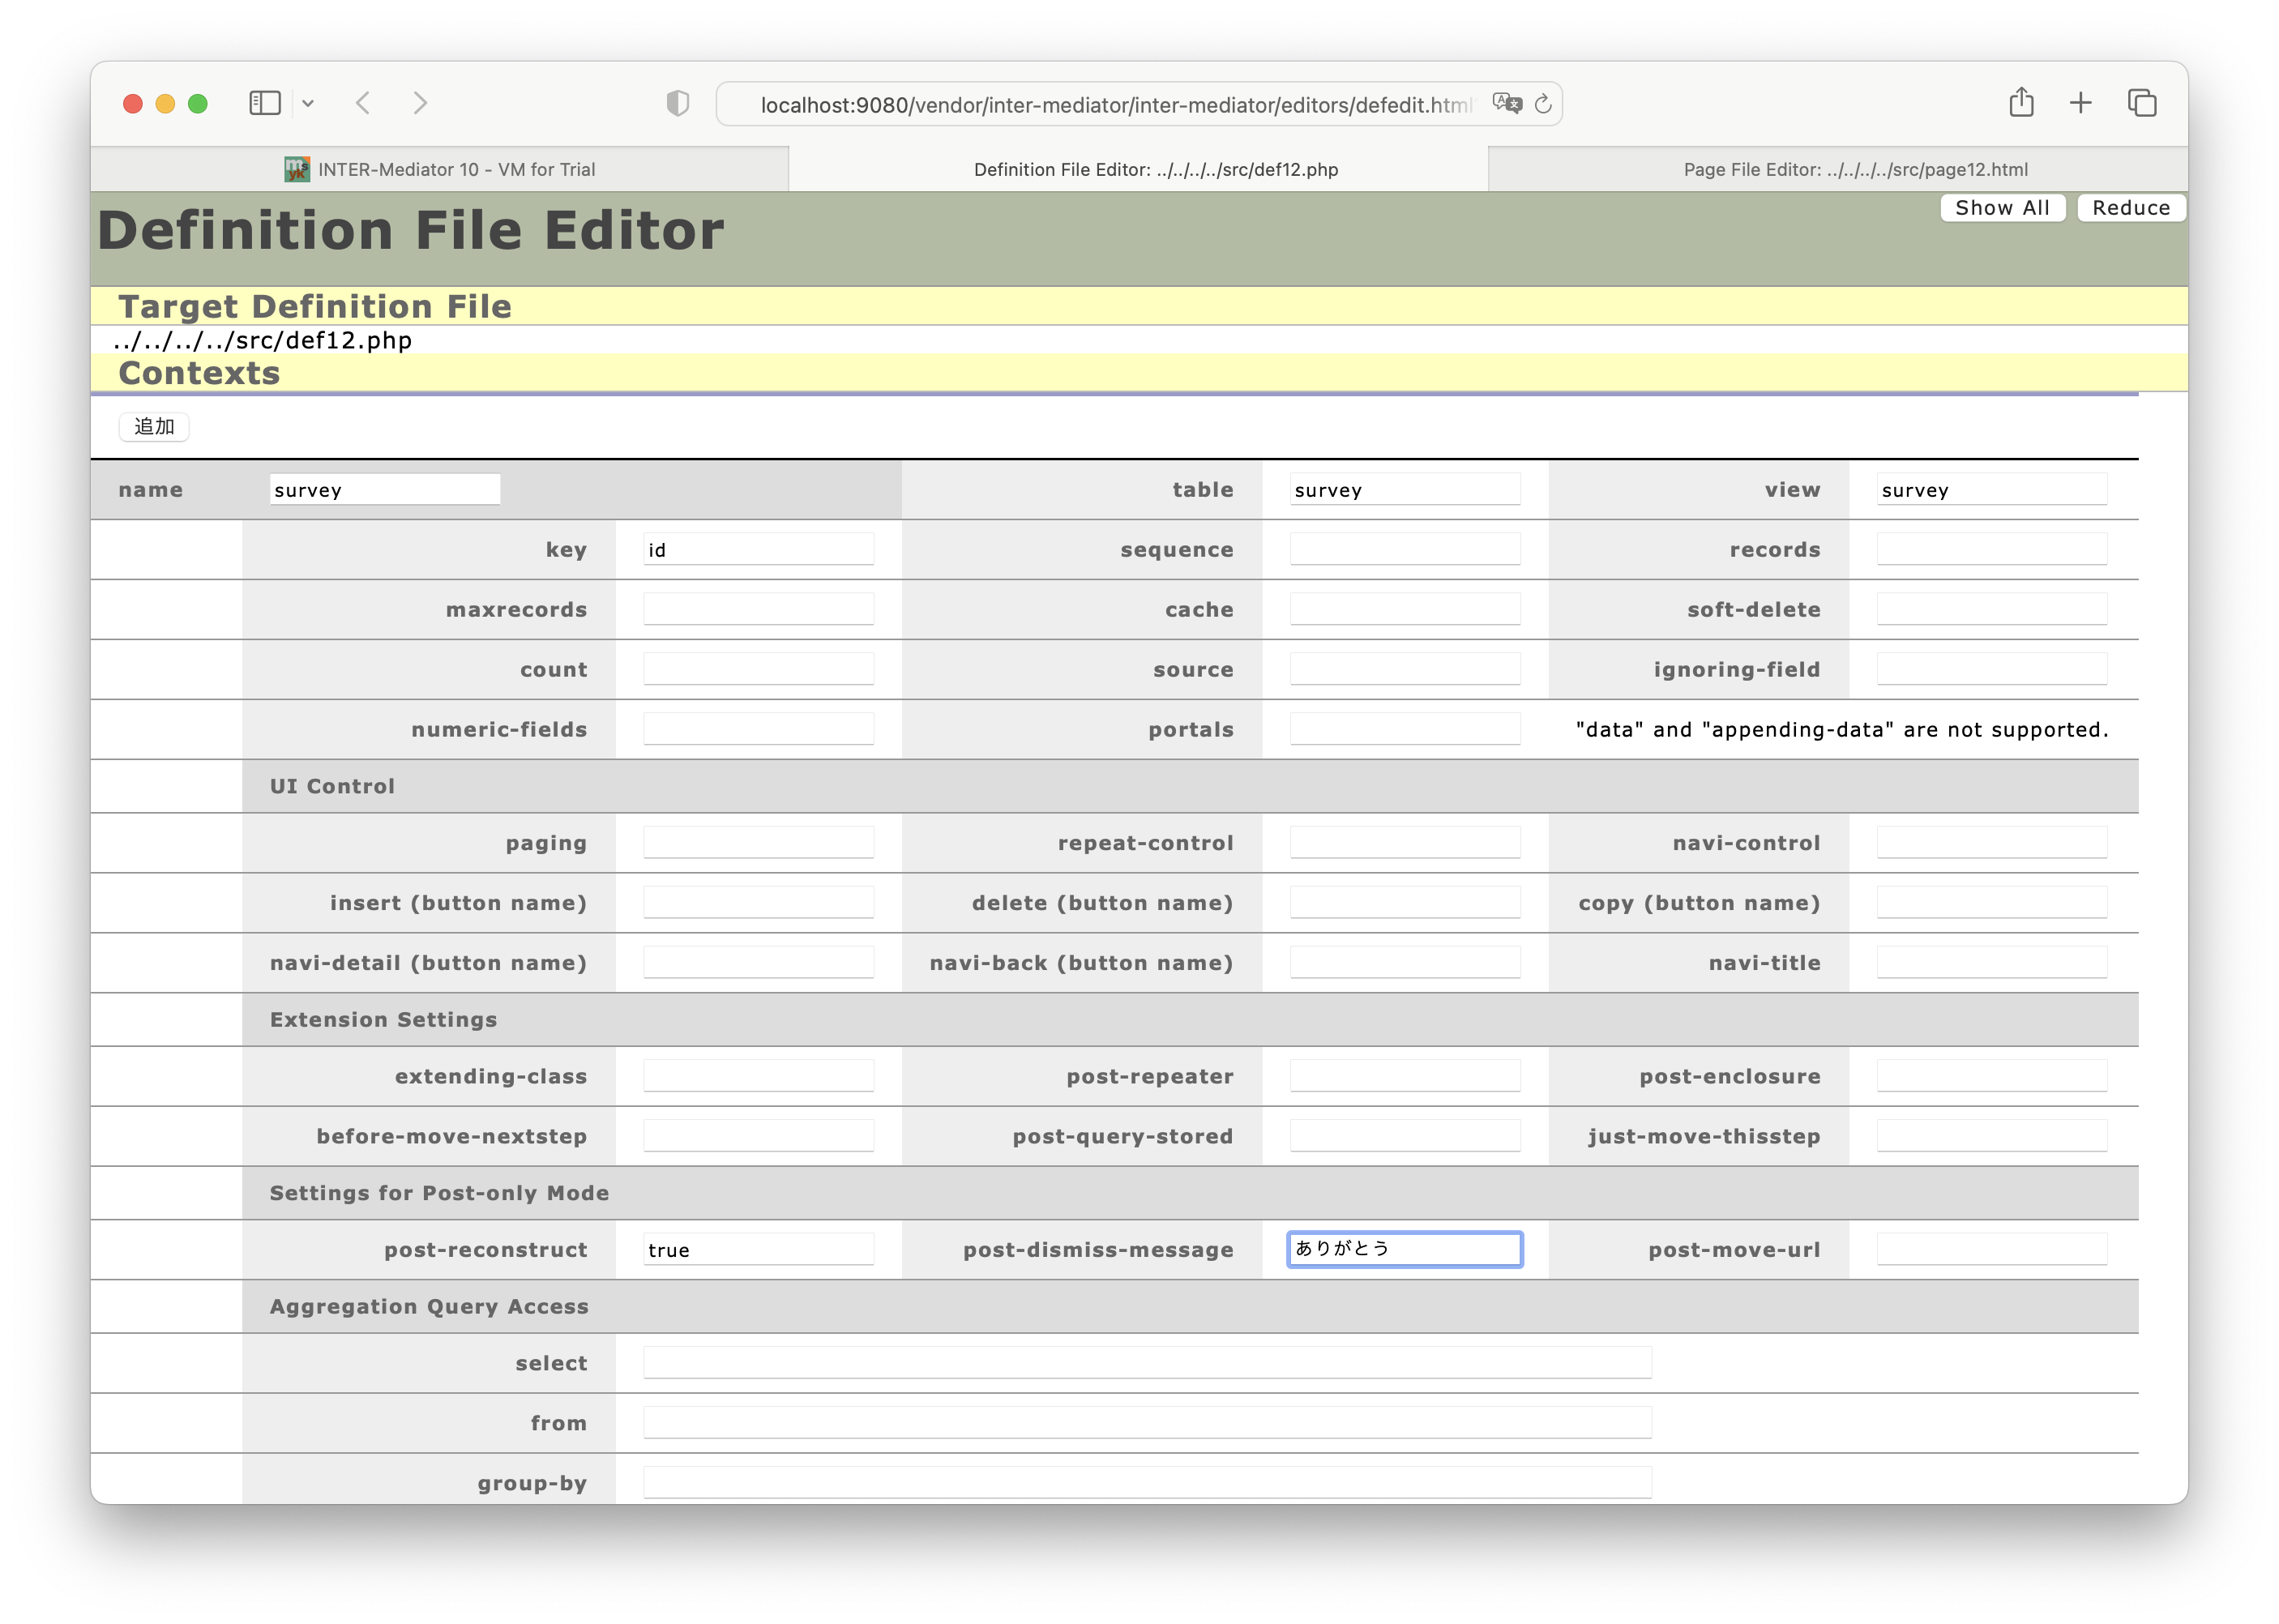 localhost:9080/vendor/inter-mediator/inter-mediator/editors/defedit.html
INTER-Mediator 10 - VM for Trial
Definition File Editor: ../../../../src/def12.php
Page File Editor: ../../../../src/page12.html
Definition File Editor
Show All
Reduce
Target Definition File
../../../../src/def12.php
Contexts
追加
name survey table survey view survey
key id sequence records
maxrecords cache soft-delete
count source ignoring-field
numeric-fields portals "data" and "appending-data" are not supported.
UI Control
paging repeat-control navi-control
insert (button name) delete (button name) copy (button name)
navi-detail (button name) navi-back (button name) navi-title
Extension Settings
extending-class post-repeater post-enclosure
before-move-nextstep post-query-stored just-move-thisstep
Settings for Post-only Mode
post-reconstruct true post-dismiss-message ありがとう post-move-url
Aggregation Query Access
select
from
group-by